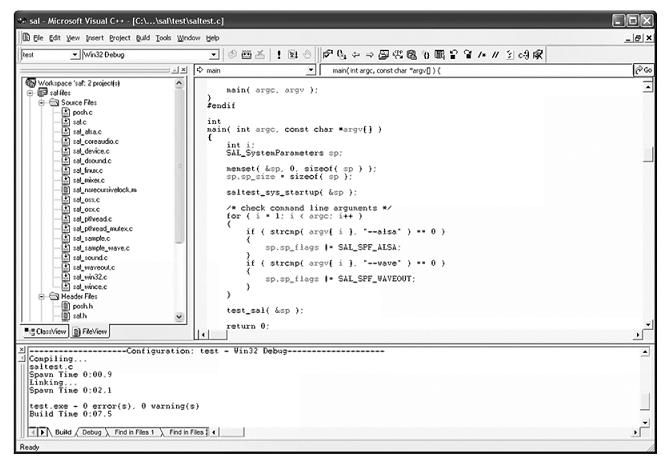 sal - Microsoft Visual C++ - [C:\...\sal\test\saltest.c]
File Edit View Insert Project Build Tools Window Help
test
Win32 Debug
main
main( int argc, const char *argv[] ) {
Go
Workspace 'sal': 2 project(s)
sal files
Source Files
posh.c
sal.c
sal_alsa.c
sal_coreaudio.c
sal_device.c
sal_dsound.c
sal_linux.c
sal_mixer.c
sal_nsrecursivelock.m
sal_oss.c
sal_osx.c
sal_pthread.c
sal_pthread_mutex.c
sal_sample.c
sal_sample_wave.c
sal_sound.c
sal_waveout.c
sal_win32.c
sal_wince.c
Header Files
posh.h
sal.h
ClassView
FileView
main( argc, argv );
}
#endif
int
main( int argc, const char *argv[] )
{
int i;
SAL_SystemParameters sp;
memset( &sp, 0, sizeof( sp ) );
sp.sp_size = sizeof( sp );
saltest_sys_startup( &sp );
/* check command line arguments */
for ( i = 1; i < argc; i++ )
{
if ( strcmp( argv[ i ], "--alsa" ) == 0 )
{
sp.sp_flags |= SAL_SPF_ALSA;
}
if ( strcmp( argv[ i ], "--wave" ) == 0 )
{
sp.sp_flags |= SAL_SPF_WAVEOUT;
}
}
test_sal( &sp );
return 0;
--------------------Configuration: test - Win32 Debug--------------------
Compiling...
saltest.c
Spawn Time 0:00.9
Linking...
Spawn Time 0:02.1
test.exe - 0 error(s), 0 warning(s)
Build Time 0:07.5
Build Debug Find in Files 1 Find in Files
Ready